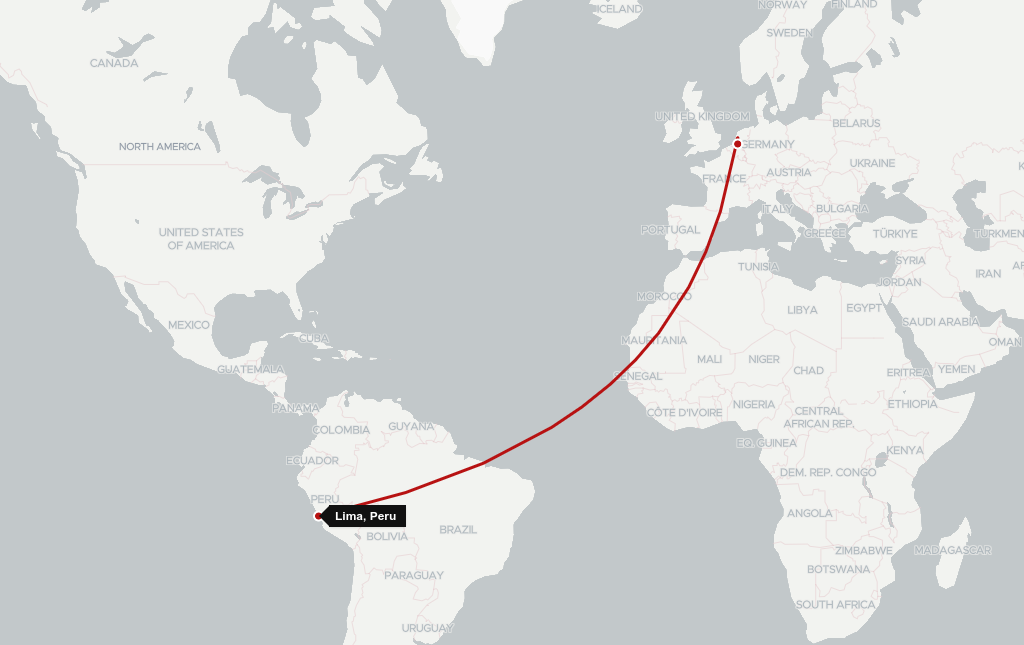 ICELAND
NORWAY
FINLAND
SWEDEN
CANADA
UNITED KINGDOM
BELARUS
NORTH AMERICA
GERMANY
UKRAINE
AUSTRIA
FRANCE
K
ITALY
BULGARIA
UNITED STATES
OF AMERICA
PORTUGAL
GREECE
TÜRKIYE
TURKMEN
SYRIA
TUNISIA
AF
IRAN
JORDAN
MOROCCO
LIBYA
EGYPT
SAUDI ARABIA
MEXICO
CUBA
MAURITANIA
OMAN
MALI
NIGER
CHAD
GUATEMALA
SENEGAL
ERITREA
YEMEN
PANAMA
CÔTE D'IVOIRE
NIGERIA
CENTRAL
AFRICAN REP.
ETHIOPIA
COLOMBIA
GUYANA
EQ. GUINEA
KENYA
ECUADOR
DEM. REP. CONGO
PERU
ANGOLA
Lima, Peru
BRAZIL
BOLIVIA
ZIMBABWE
MADAGASCAR
BOTSWANA
PARAGUAY
SOUTH AFRICA
URUGUAY